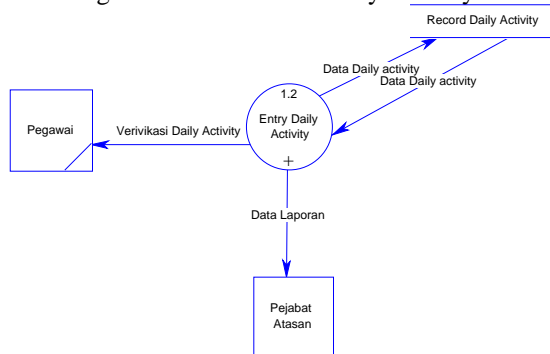 Record Daily Activity
Data Daily activity
Data Daily activity
1.2
Entry Daily
Activity
+
Pegawai
Verivikasi Daily Activity
Data Laporan
Pejabat
Atasan